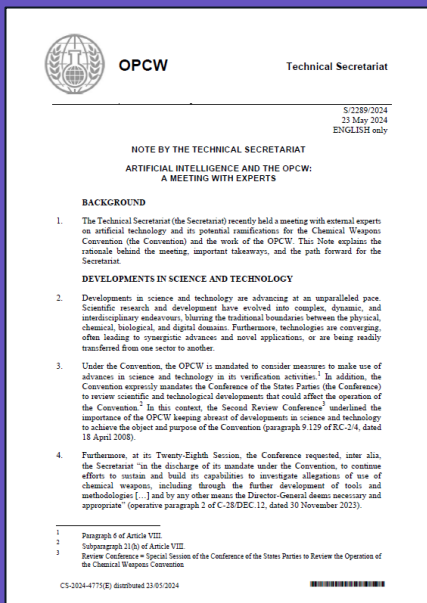 OPCW
Technical Secretariat
S/2289/2024
23 May 2024
ENGLISH only
NOTE BY THE TECHNICAL SECRETARIAT
ARTIFICIAL INTELLIGENCE AND THE OPCW:
A MEETING WITH EXPERTS
BACKGROUND
1. The Technical Secretariat (the Secretariat) recently held a meeting with external experts
on artificial technology and its potential ramifications for the Chemical Weapons
Convention (the Convention) and the work of the OPCW. This Note explains the
rationale behind the meeting, important takeaways, and the path forward for the
Secretariat.
DEVELOPMENTS IN SCIENCE AND TECHNOLOGY
2. Developments in science and technology are advancing at an unparalleled pace.
Scientific research and development have evolved into complex, dynamic, and
interdisciplinary endeavours, blurring the traditional boundaries between the physical,
chemical, biological, and digital domains. Furthermore, technologies are converging,
often leading to synergistic advances and novel applications, or are being readily
transferred from one sector to another.
3. Under the Convention, the OPCW is mandated to consider measures to make use of
advances in science and technology in its verification activities.1 In addition, the
Convention expressly mandates the Conference of the States Parties (the Conference)
to review scientific and technological developments that could affect the operation of
the Convention.2 In this context, the Second Review Conference3 underlined the
importance of the OPCW keeping abreast of developments in science and technology
to achieve the object and purpose of the Convention (paragraph 9.129 of RC-2/4, dated
18 April 2008).
4. Furthermore, at its Twenty-Eighth Session, the Conference requested, inter alia,
the Secretariat “in the discharge of its mandate under the Convention, to continue
efforts to sustain and build its capabilities to investigate allegations of use of
chemical weapons, including through the further development of tools and
methodologies […] and by any other means the Director-General deems necessary and
appropriate” (operative paragraph 2 of C-28/DEC.12, dated 30 November 2023).
1 Paragraph 6 of Article VIII.
2 Subparagraph 21(h) of Article VIII.
3 Review Conference = Special Session of the Conference of the States Parties to Review the Operation of
the Chemical Weapons Convention
CS-2024-4775(E) distributed 23/05/2024